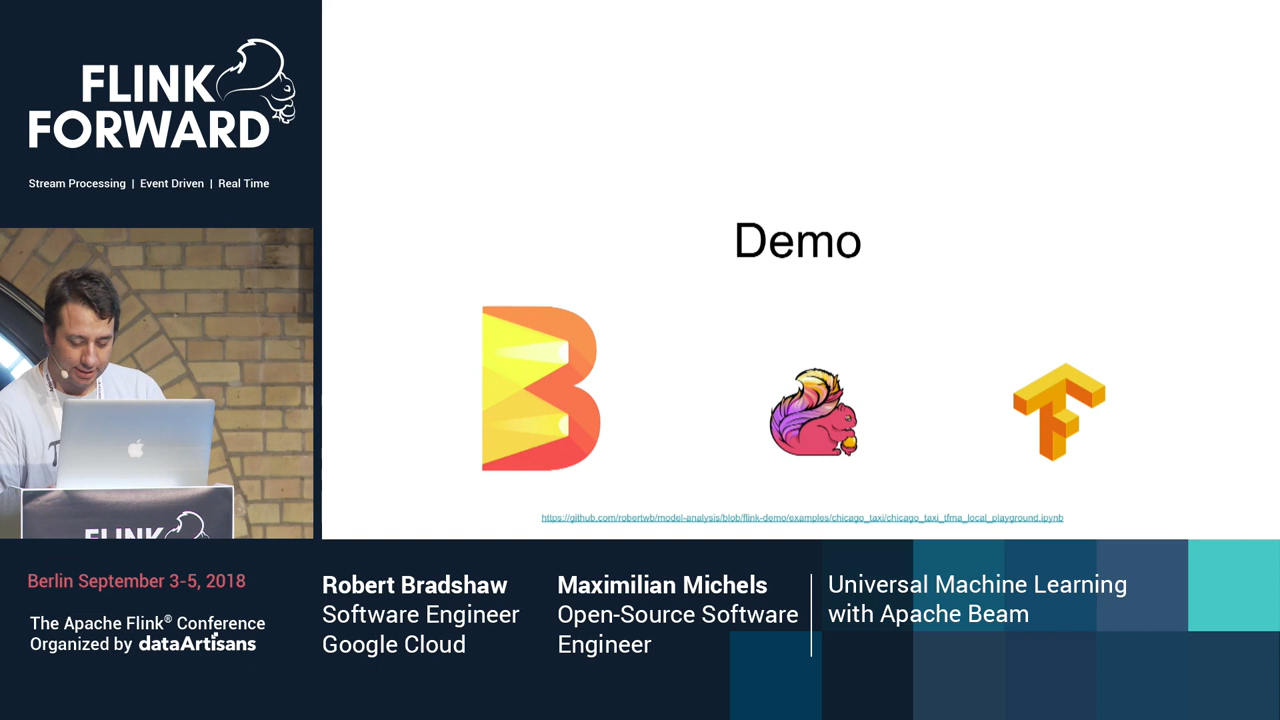 FLINK
FORWARD
Stream Processing | Event Driven | Real Time
Demo
https://github.com/robertwb/model-analysis/blob/flink-demo/examples/chicago_taxi/chicago_taxi_tfma_local_playground.ipynb
FLINK
Berlin September 3-5, 2018
The Apache Flink® Conference
Organized by dataArtisans
Robert Bradshaw
Software Engineer
Google Cloud
Maximilian Michels
Open-Source Software
Engineer
Universal Machine Learning
with Apache Beam